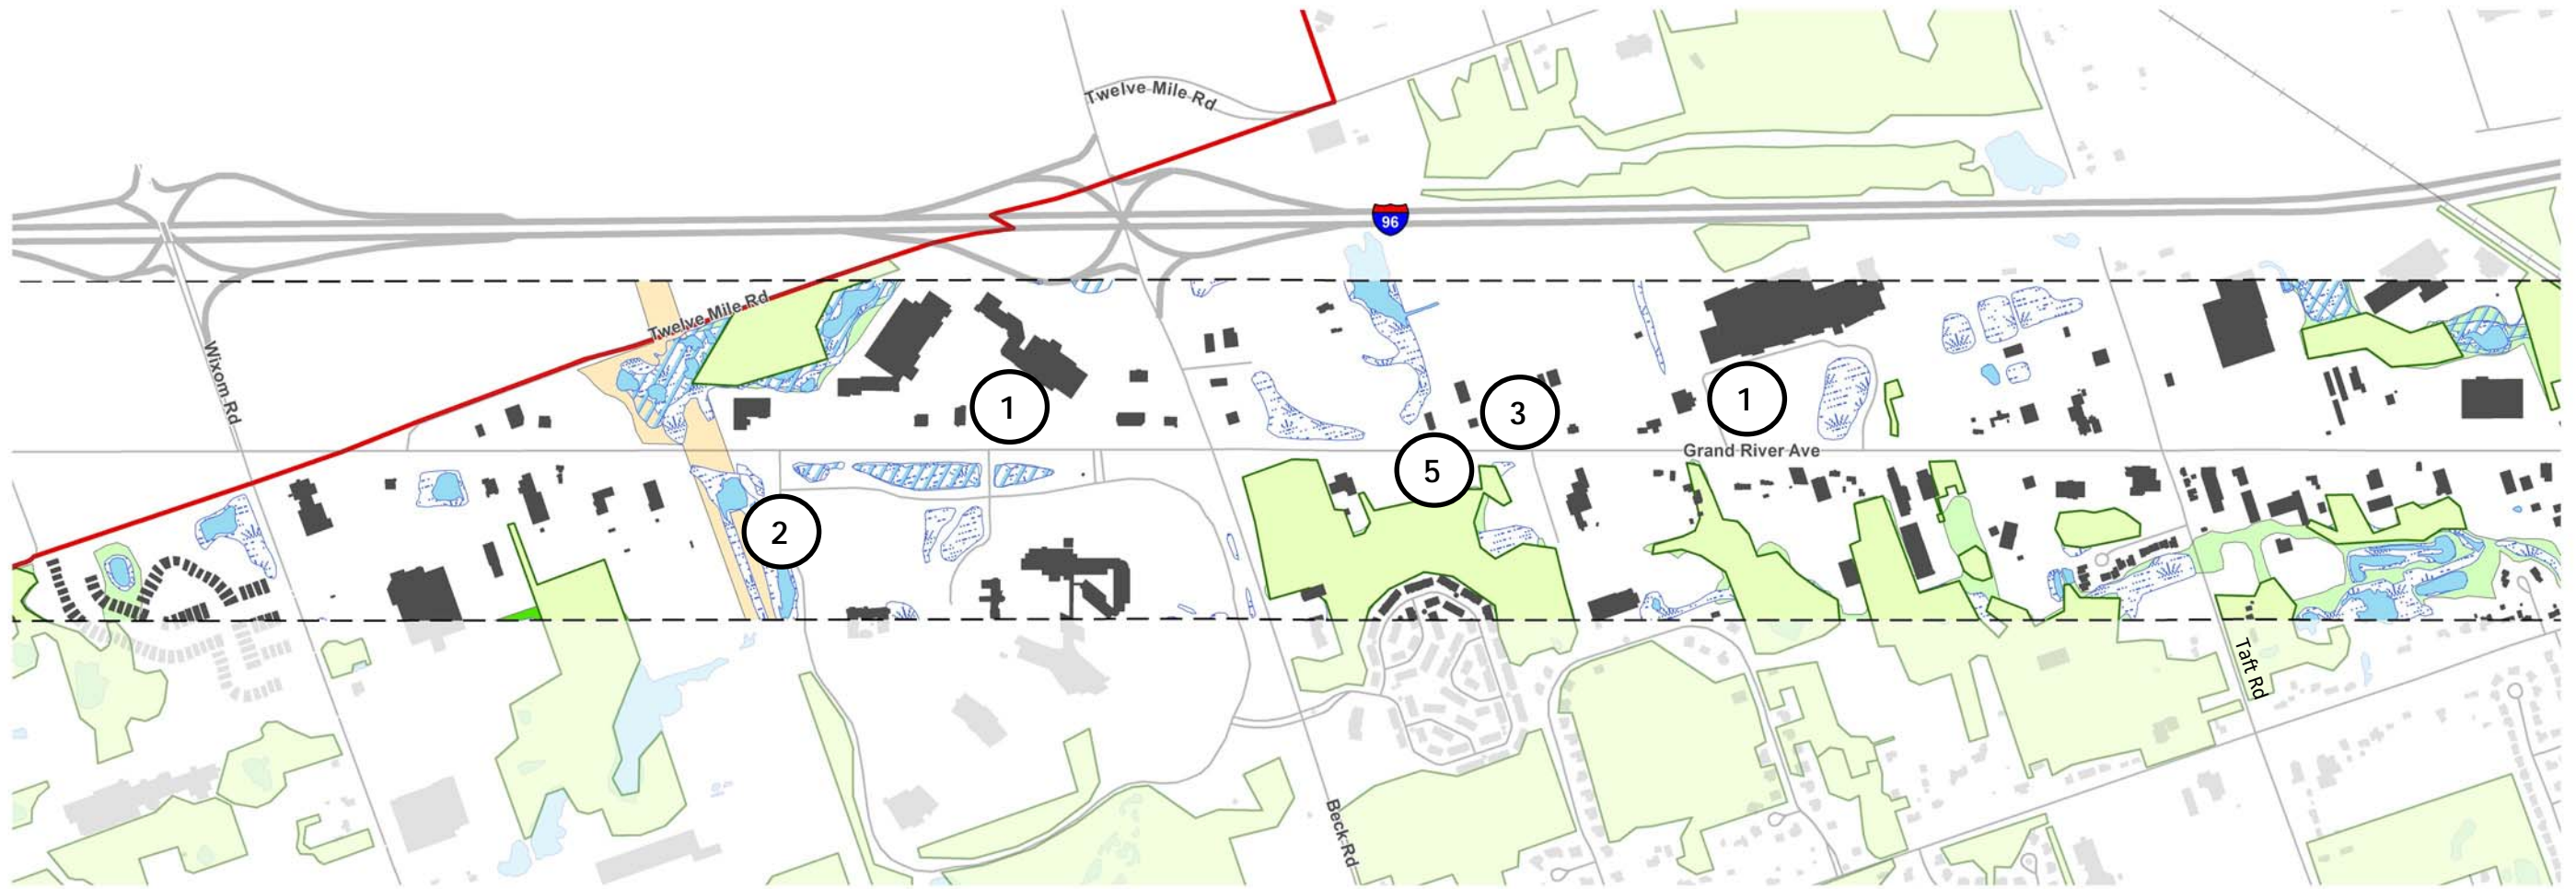 Twelve Mile Rd
96
Twelve Mile Rd
Wixom Rd
1
1
3
Grand River Ave
5
2
Taft Rd
Beck Rd